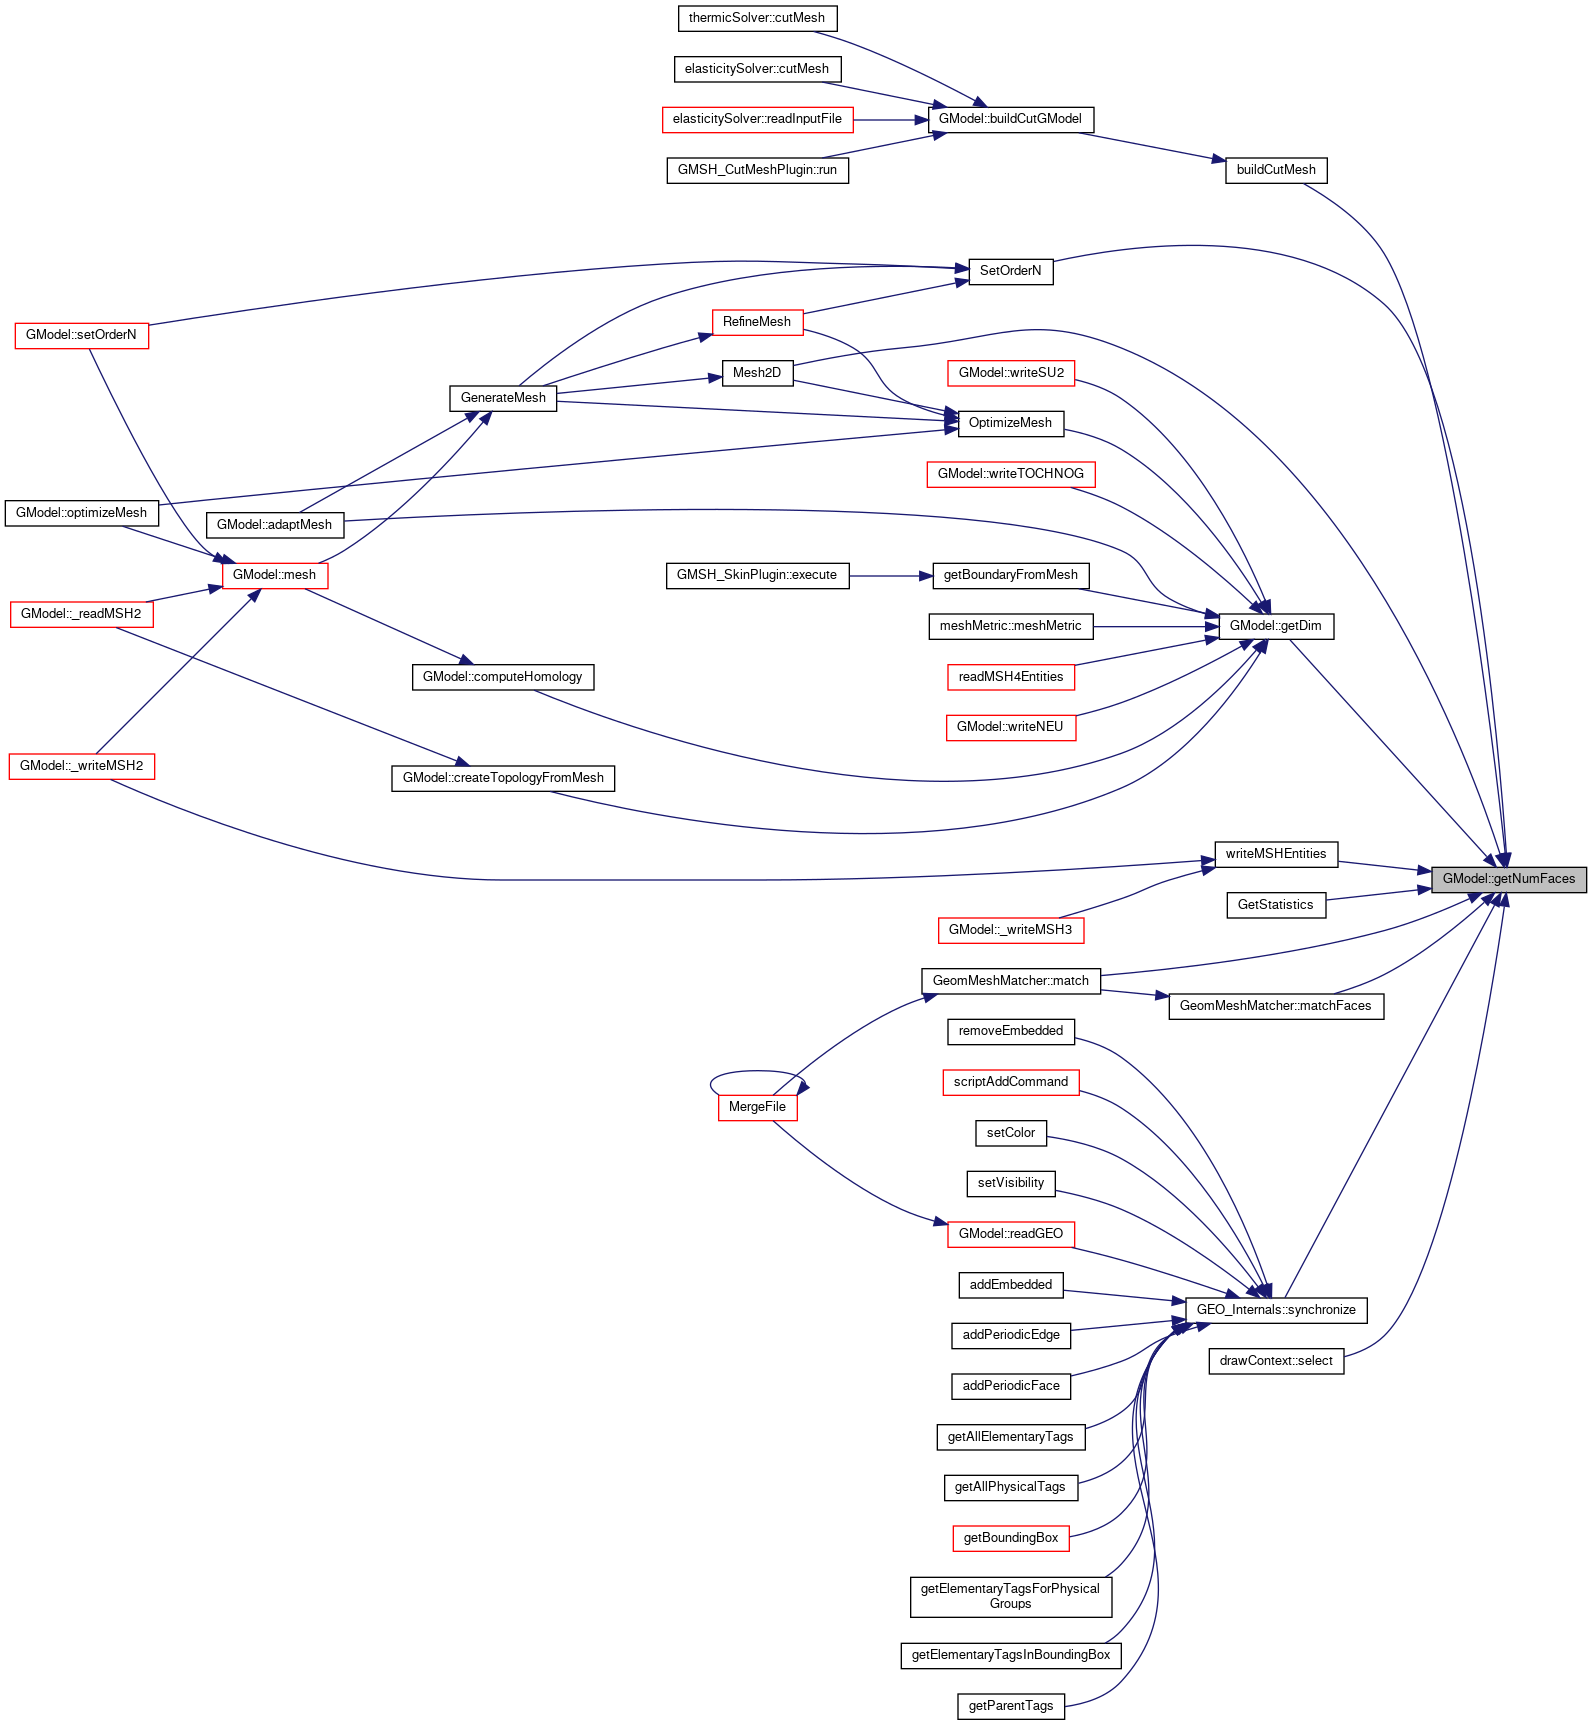 thermicSolver::cutMesh
elasticitySolver::cutMesh
elasticitySolver::readInputFile
GModel::buildCutGModel
GMSH_CutMeshPlugin::run
buildCutMesh
SetOrderN
GModel::setOrderN
RefineMesh
Mesh2D
GModel::writeSU2
GenerateMesh
OptimizeMesh
GModel::writeTOCHNOG
GModel::optimizeMesh
GModel::adaptMesh
GModel::mesh
GMSH_SkinPlugin::execute
getBoundaryFromMesh
GModel::_readMSH2
meshMetric::meshMetric
GModel::getDim
GModel::computeHomology
readMSH4Entities
GModel::writeNEU
GModel::_writeMSH2
GModel::createTopologyFromMesh
writeMSHEntities
GModel::getNumFaces
GetStatistics
GModel::_writeMSH3
GeomMeshMatcher::match
GeomMeshMatcher::matchFaces
removeEmbedded
scriptAddCommand
MergeFile
setColor
setVisibility
GModel::readGEO
addEmbedded
GEO_Internals::synchronize
addPeriodicEdge
drawContext::select
addPeriodicFace
getAllElementaryTags
getAllPhysicalTags
getBoundingBox
getElementaryTagsForPhysical
Groups
getElementaryTagsInBoundingBox
getParentTags